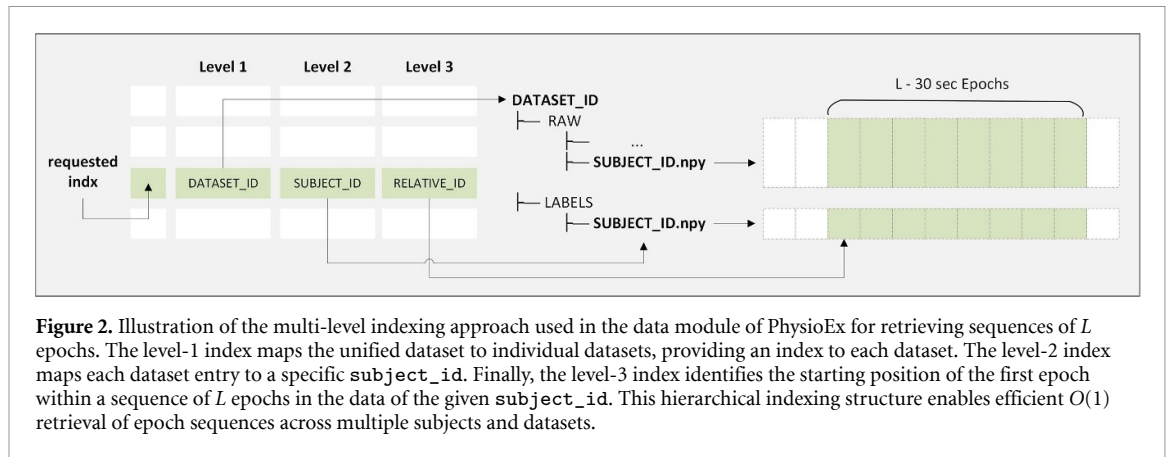 Level 1 Level 2 Level 3
L - 30 sec Epochs
DATASET_ID
RAW
...
requested
indx
DATASET_ID SUBJECT_ID RELATIVE_ID
SUBJECT_ID.npy
LABELS
SUBJECT_ID.npy
Figure 2. Illustration of the multi-level indexing approach used in the data module of PhysioEx for retrieving sequences of L
epochs. The level-1 index maps the unified dataset to individual datasets, providing an index to each dataset. The level-2 index
maps each dataset entry to a specific subject_id. Finally, the level-3 index identifies the starting position of the first epoch
within a sequence of L epochs in the data of the given subject_id. This hierarchical indexing structure enables efficient O(1)
retrieval of epoch sequences across multiple subjects and datasets.